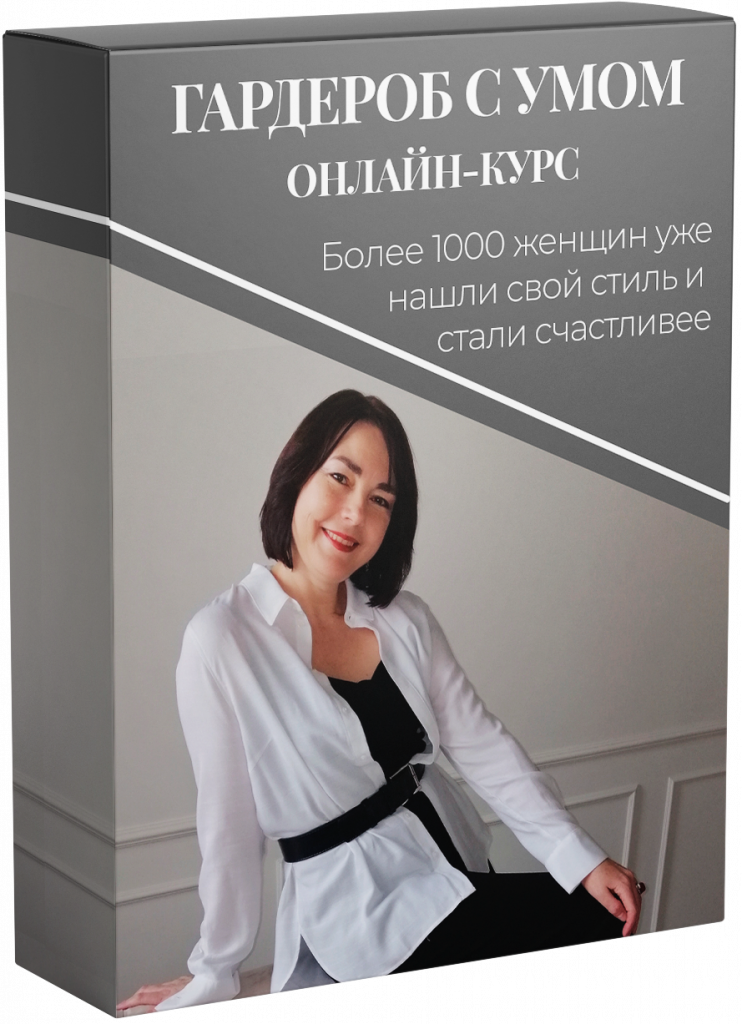 ГАРДЕРОБ С УМОМ
ОНЛАЙН-КУРС
Более 1000 женщин уже
нашли свой стиль и
стали счастливее